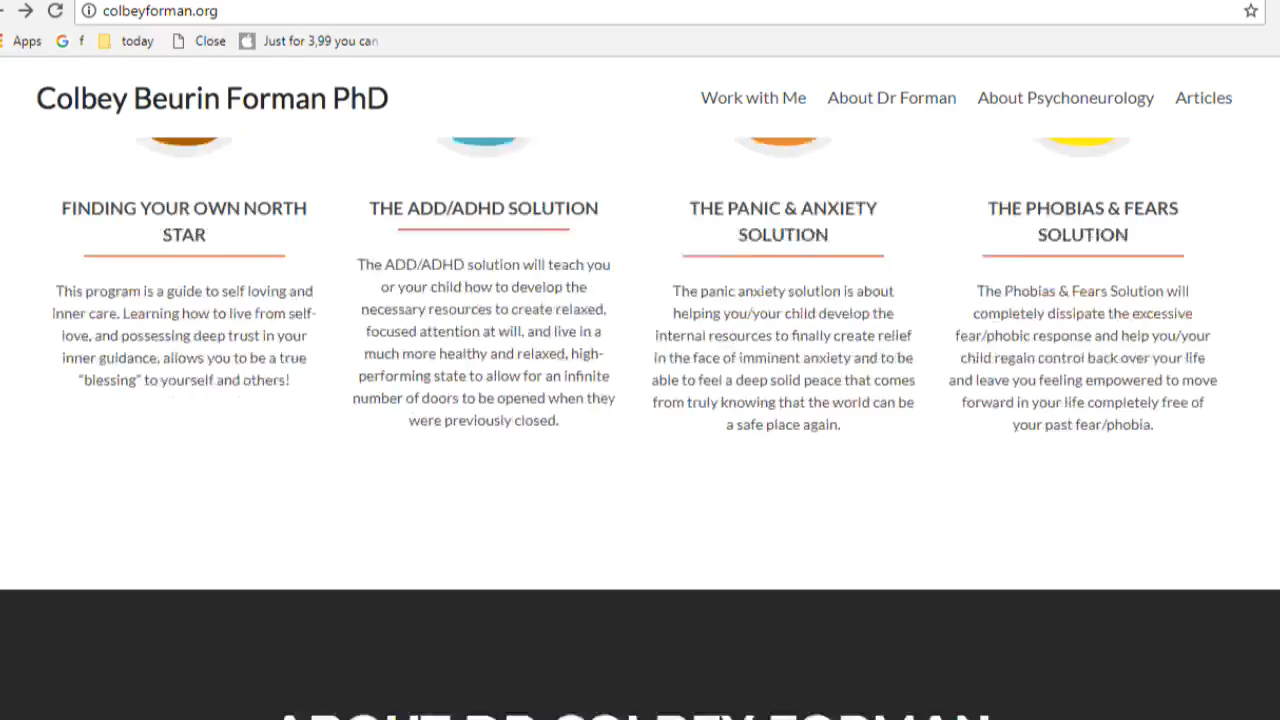 colbeyforman.org
Apps
f
today
Close
Just for 3,99 you can
Colbey Beurin Forman PhD
Work with Me
About Dr Forman
About Psychoneurology
Articles
FINDING YOUR OWN NORTH
STAR
This program is a guide to self loving and
inner care. Learning how to live from self-
love, and possessing deep trust in your
inner guidance, allows you to be a true
"blessing" to yourself and others!
THE ADD/ADHD SOLUTION
The ADD/ADHD solution will teach you
or your child how to develop the
necessary resources to create relaxed,
focused attention at will, and live in a
much more healthy and relaxed, high-
performing state to allow for an infinite
number of doors to be opened when they
were previously closed.
THE PANIC & ANXIETY
SOLUTION
The panic anxiety solution is about
helping you/your child develop the
internal resources to finally create relief
in the face of imminent anxiety and to be
able to feel a deep solid peace that comes
from truly knowing that the world can be
a safe place again.
THE PHOBIAS & FEARS
SOLUTION
The Phobias & Fears Solution will
completely dissipate the excessive
fear/phobic response and help you/your
child regain control back over your life
and leave you feeling empowered to move
forward in your life completely free of
your past fear/phobia.
ABOUT DR COLBEY FORMAN